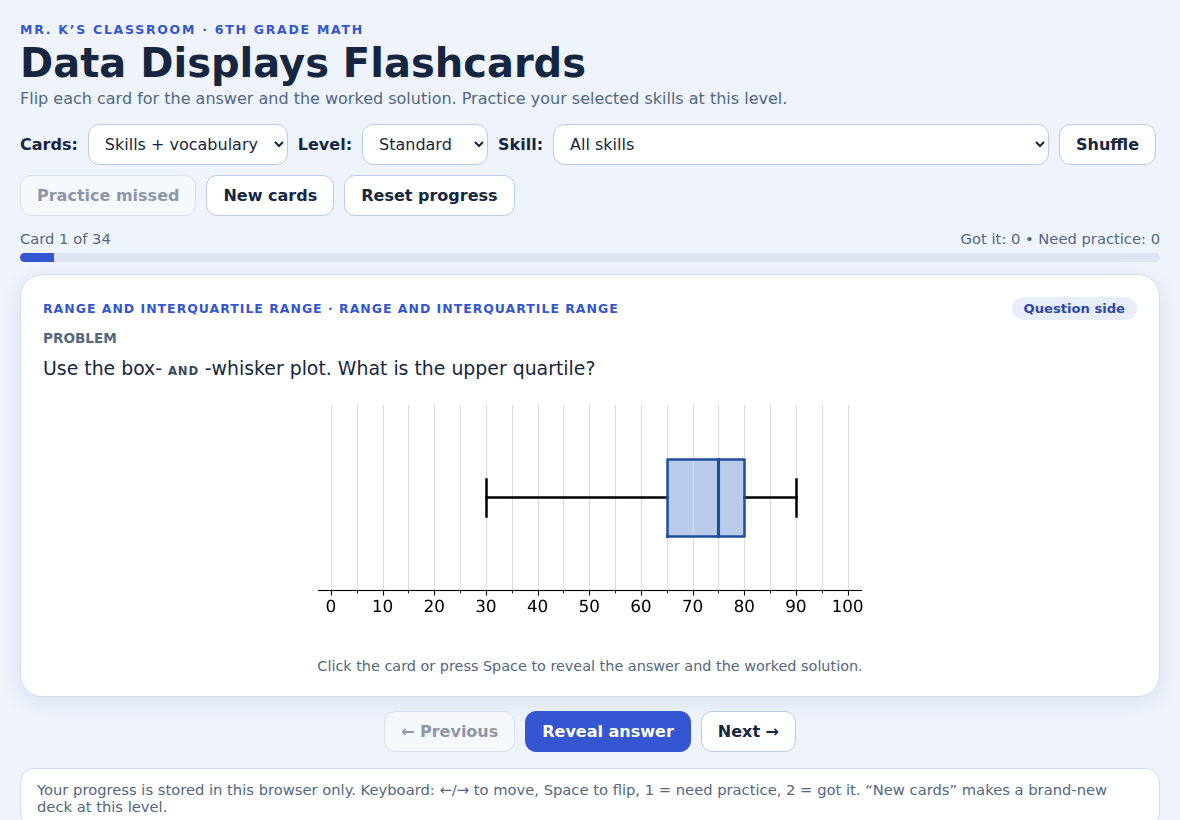 MR. K’S CLASSROOM · 6TH GRADE MATH
Data Displays Flashcards
Flip each card for the answer and the worked solution. Practice your selected skills at this level.
Cards: Skills + vocabulary Level: Standard Skill: All skills Shuffle
Practice missed New cards Reset progress
Card 1 of 34 Got it: 0 • Need practice: 0
RANGE AND INTERQUARTILE RANGE · RANGE AND INTERQUARTILE RANGE Question side
PROBLEM
Use the box- AND -whisker plot. What is the upper quartile?
0 10 20 30 40 50 60 70 80 90 100
Click the card or press Space to reveal the answer and the worked solution.
← Previous Reveal answer Next →
Your progress is stored in this browser only. Keyboard: ←/→ to move, Space to flip, 1 = need practice, 2 = got it. “New cards” makes a brand-new
deck at this level.